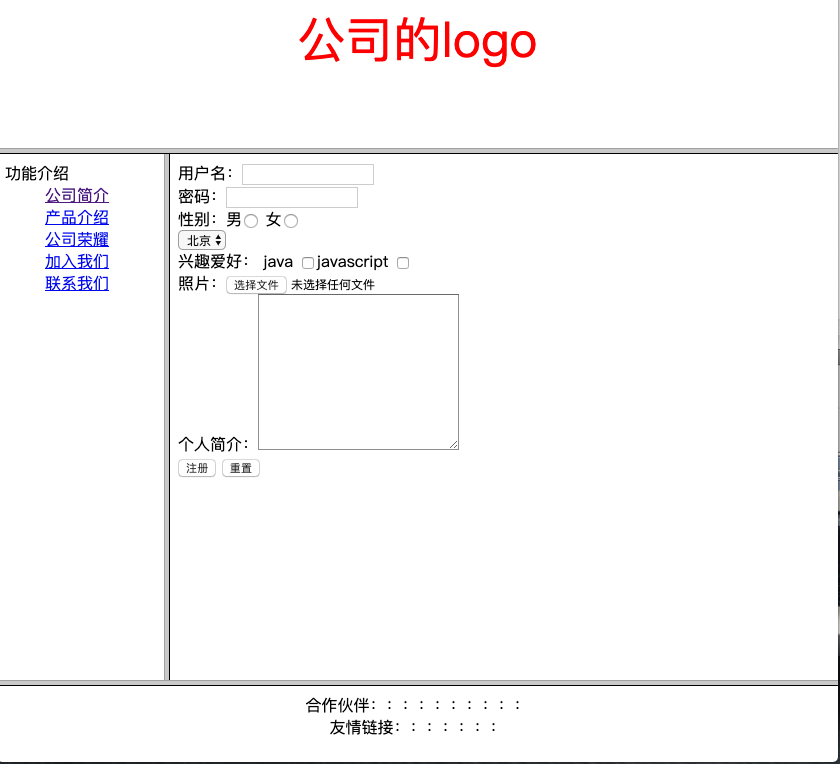 公司的logo
功能介绍
公司简介
产品介绍
公司荣耀
加入我们
联系我们
用户名：
密码：
性别：男 女
北京
兴趣爱好： java javascript
照片： 选择文件 未选择任何文件
个人简介：
注册 重置
合作伙伴：：：：：：：：：：
友情链接：：：：：：：